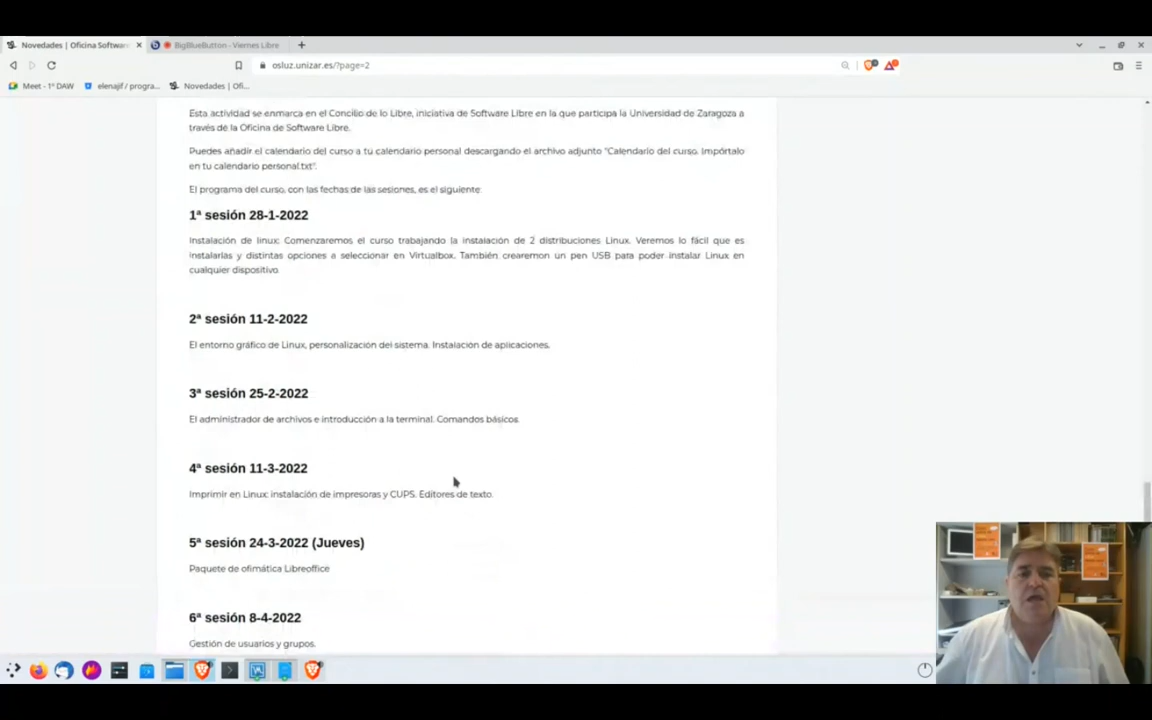 Novedades | Oficina Softwar
BigBlueButton - Viernes Libre
osluz.unizar.es/?page=2
Meet - 1º DAW
elenajif / progra...
Novedades | Ofi...
Esta actividad se enmarca en el Concilio de lo Libre, iniciativa de Software Libre en la que participa la Universidad de Zaragoza a
través de la Oficina de Software Libre.
Puedes añadir el calendario del curso a tu calendario personal descargando el archivo adjunto "Calendario del curso. Impórtalo
en tu calendario personal.txt".
El programa del curso, con las fechas de las sesiones, es el siguiente:
1ª sesión 28-1-2022
Instalación de linux: Comenzaremos el curso trabajando la instalación de 2 distribuciones Linux. Veremos lo fácil que es
instalarlas y distintas opciones a seleccionar en Virtualbox. También crearemon un pen USB para poder instalar Linux en
cualquier dispositivo.
2ª sesión 11-2-2022
El entorno gráfico de Linux, personalización del sistema. Instalación de aplicaciones.
3ª sesión 25-2-2022
El administrador de archivos e introducción a la terminal. Comandos básicos.
4ª sesión 11-3-2022
Imprimir en Linux: instalación de impresoras y CUPS. Editores de texto.
5ª sesión 24-3-2022 (Jueves)
Paquete de ofimática Libreoffice
6ª sesión 8-4-2022
Gestión de usuarios y grupos.